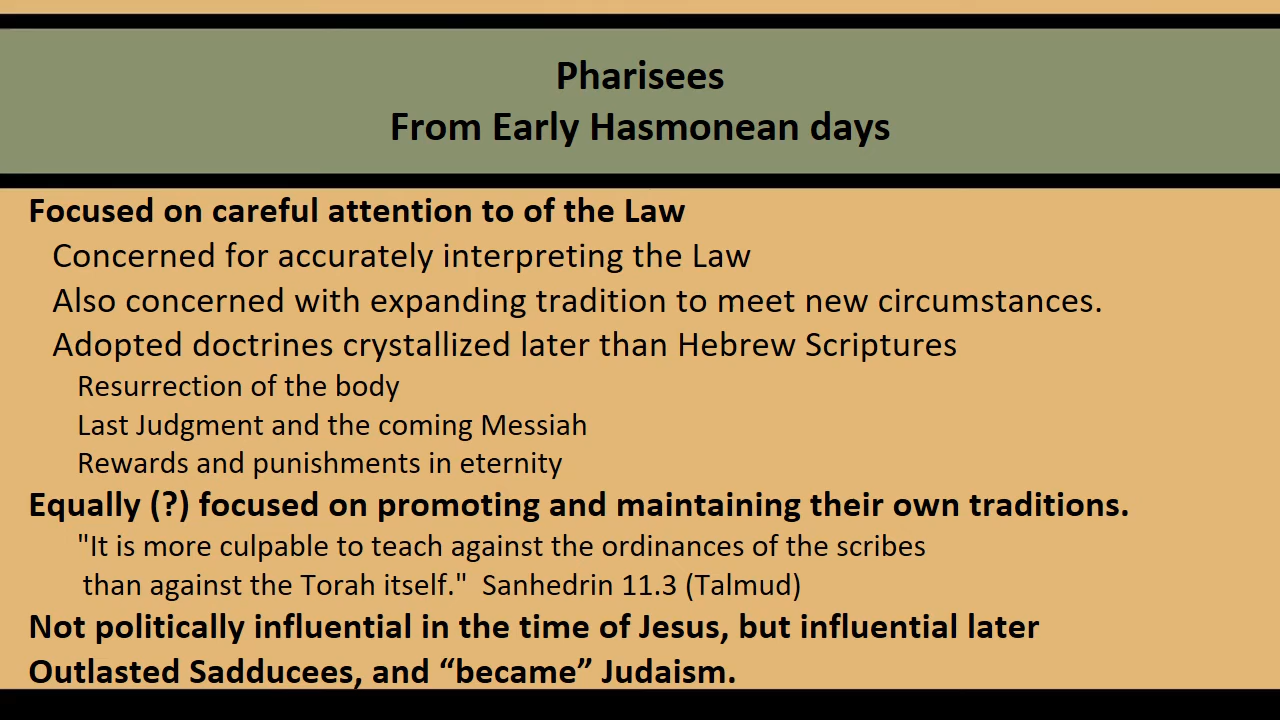 Pharisees
From Early Hasmonean days
Focused on careful attention to of the Law
Concerned for accurately interpreting the Law
Also concerned with expanding tradition to meet new circumstances.
Adopted doctrines crystallized later than Hebrew Scriptures
Resurrection of the body
Last Judgment and the coming Messiah
Rewards and punishments in eternity
Equally (?) focused on promoting and maintaining their own traditions.
"It is more culpable to teach against the ordinances of the scribes
than against the Torah itself."  Sanhedrin 11.3 (Talmud)
Not politically influential in the time of Jesus, but influential later
Outlasted Sadducees, and “became” Judaism.